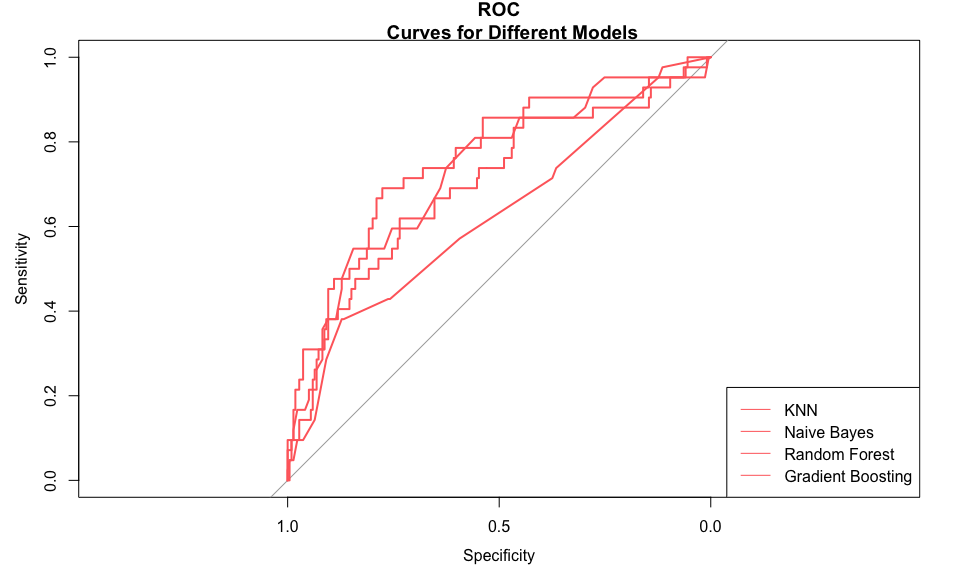 ROC
Curves for Different Models
1.0
0.8
0.6
0.4
0.2
0.0
Sensitivity
1.0 0.5 0.0
Specificity
KNN
Naive Bayes
Random Forest
Gradient Boosting